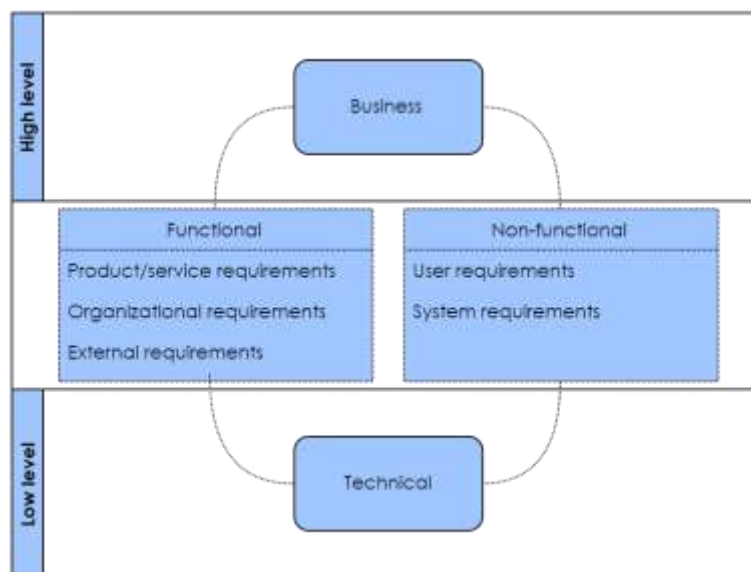 High level
Business
Functional
Product/service requirements
Organizational requirements
External requirements
Non-functional
User requirements
System requirements
Low level
Technical